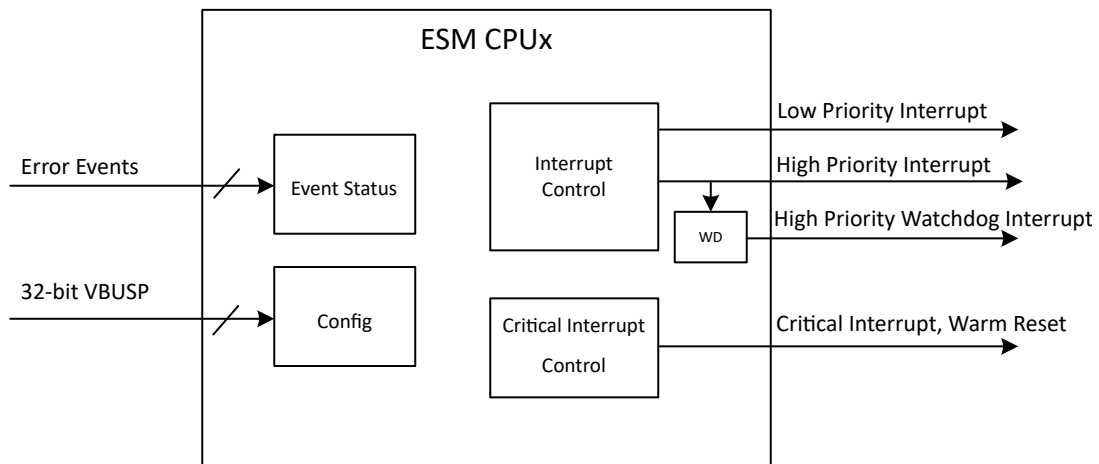 ESM CPUx
Error Events
Event Status
32-bit VBUSP
Config
Interrupt
Control
WD
Critical Interrupt
Control
Low Priority Interrupt
High Priority Interrupt
High Priority Watchdog Interrupt
Critical Interrupt, Warm Reset